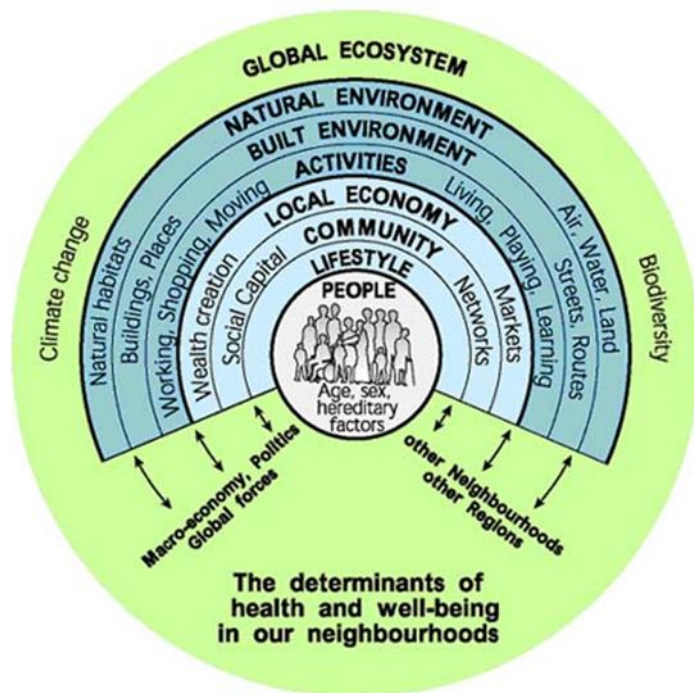 GLOBAL ECOSYSTEM
NATURAL ENVIRONMENT
BUILT ENVIRONMENT
ACTIVITIES
LOCAL ECONOMY
COMMUNITY
LIFESTYLE
PEOPLE
Age, sex,
hereditary
factors
Climate change
Natural habitats
Buildings, Places
Working, Shopping, Moving
Wealth creation
Social Capital
Networks
Markets
Living, Playing, Learning
Streets, Routes
Air, Water, Land
Biodiversity
Macro-economy, Politics
Global forces
other Neighbourhoods
other Regions
The determinants of
health and well-being
in our neighbourhoods